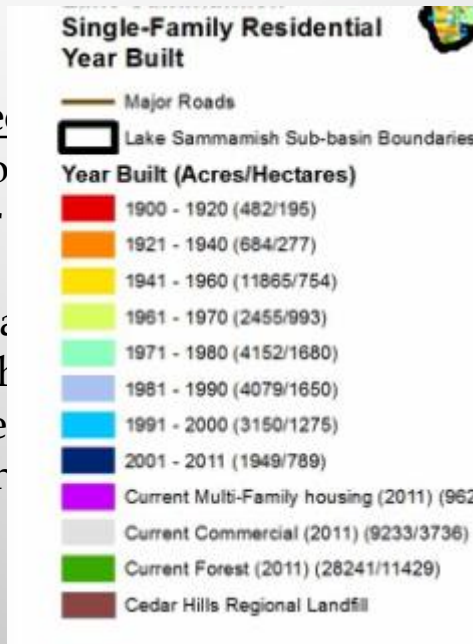 Single-Family Residential
Year Built
Major Roads
Lake Sammamish Sub-basin Boundaries
Year Built (Acres/Hectares)
1900 - 1920 (482/195)
1921 - 1940 (684/277)
1941 - 1960 (11865/754)
1961 - 1970 (2455/993)
1971 - 1980 (4152/1680)
1981 - 1990 (4079/1650)
1991 - 2000 (3150/1275)
2001 - 2011 (1949/789)
Current Multi-Family housing (2011) (962
Current Commercial (2011) (9233/3736)
Current Forest (2011) (28241/11429)
Cedar Hills Regional Landfill